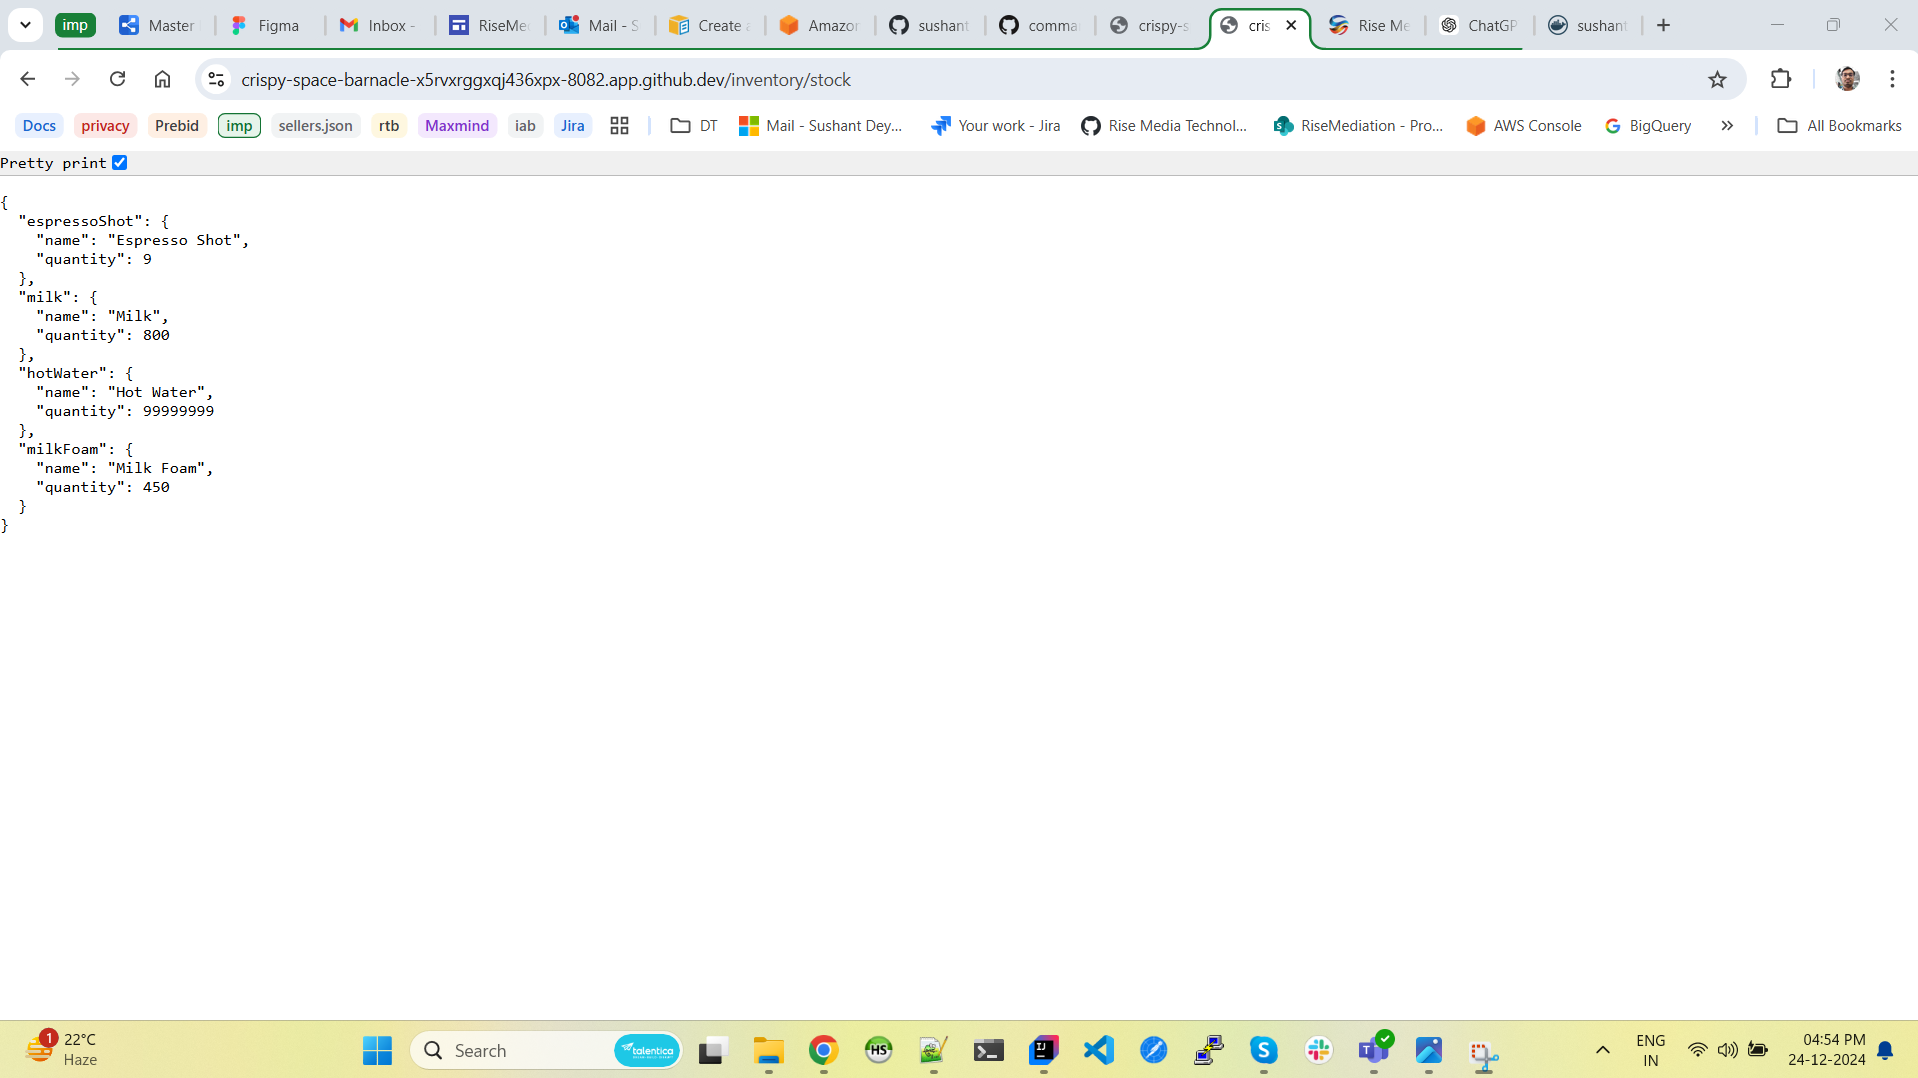 imp Master Figma Inbox - RiseMe Mail - S Create a Amazor sushant comma crispy-s cris Rise Me ChatGP sushant
crispy-space-barnacle-x5rvxrggxqj436xpx-8082.app.github.dev/inventory/stock
Docs privacy Prebid imp sellers.json rtb Maxmind iab Jira DT Mail - Sushant Dey... Your work - Jira Rise Media Technol... RiseMediation - Pro... AWS Console BigQuery All Bookmarks
Pretty print
{
"espressoShot": {
"name": "Espresso Shot",
"quantity": 9
},
"milk": {
"name": "Milk",
"quantity": 800
},
"hotWater": {
"name": "Hot Water",
"quantity": 99999999
},
"milkFoam": {
"name": "Milk Foam",
"quantity": 450
}
}
1 22°C
Haze
Search talentica
HS IJ S T
ENG
IN
04:54 PM
24-12-2024